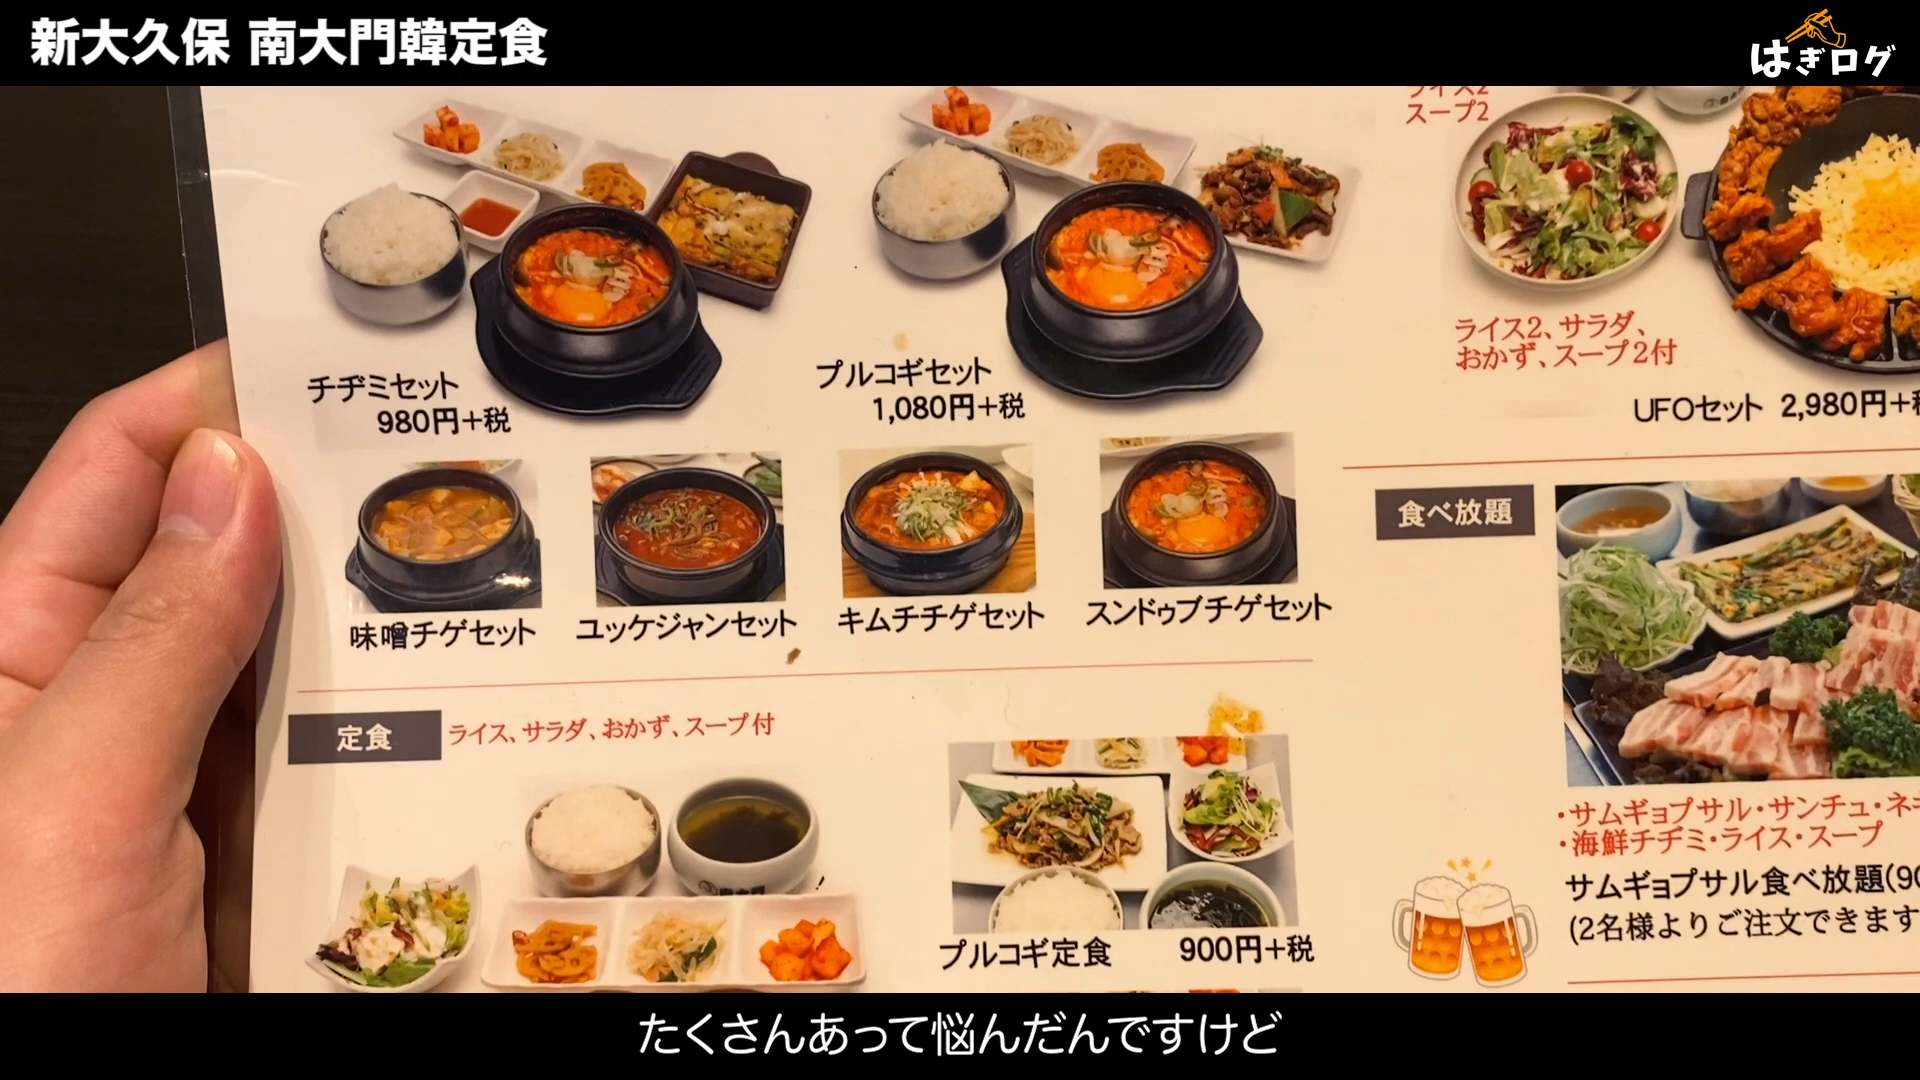 新大久保 南大門韓定食
はぎログ
ライス2
スープ2
チヂミセット
980円+税
プルコギセット
1,080円+税
ライス2、サラダ、
おかず、スープ2付
UFOセット 2,980円+税
味噌チゲセット
ユッケジャンセット
キムチチゲセット
スンドゥブチゲセット
食べ放題
定食
ライス、サラダ、おかず、スープ付
プルコギ定食 900円+税
・サムギョプサル・サンチュ・ネギ
・海鮮チヂミ・ライス・スープ
サムギョプサル食べ放題(90
(2名様よりご注文できます
たくさんあって悩んだんですけど